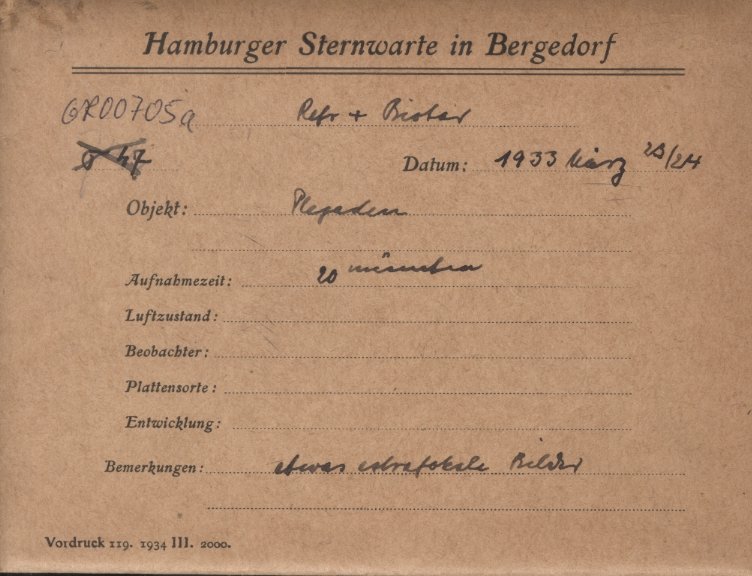 Hamburger Sternwarte in Bergedorf
GR00705a Refr + Biotar
Datum: 1933 März 23/24
Objekt: Plejaden
Aufnahmezeit: 20 minuten
Luftzustand:
Beobachter:
Plattensorte:
Entwicklung:
Bemerkungen: etwas extrafokale Bilder
Vordruck 119. 1934 III. 2000.